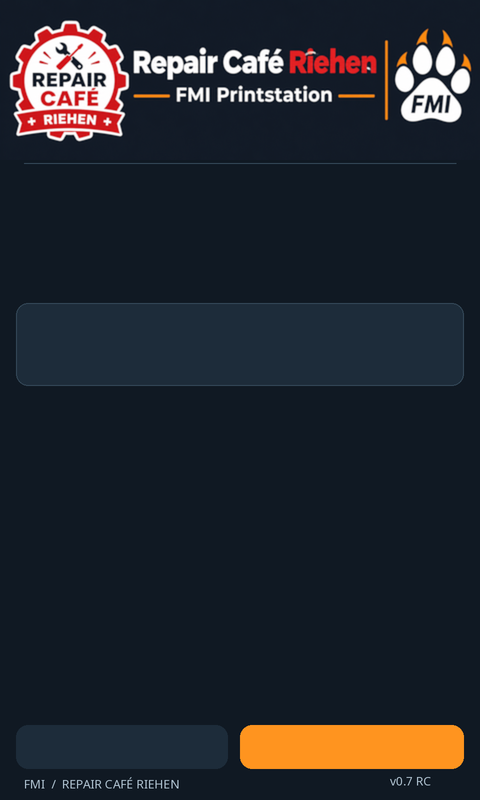 REPAIR
CAFÉ
RIEHEN
Repair Café Riehen
FMI Printstation
FMI
FMI / REPAIR CAFÉ RIEHEN
v0.7 RC